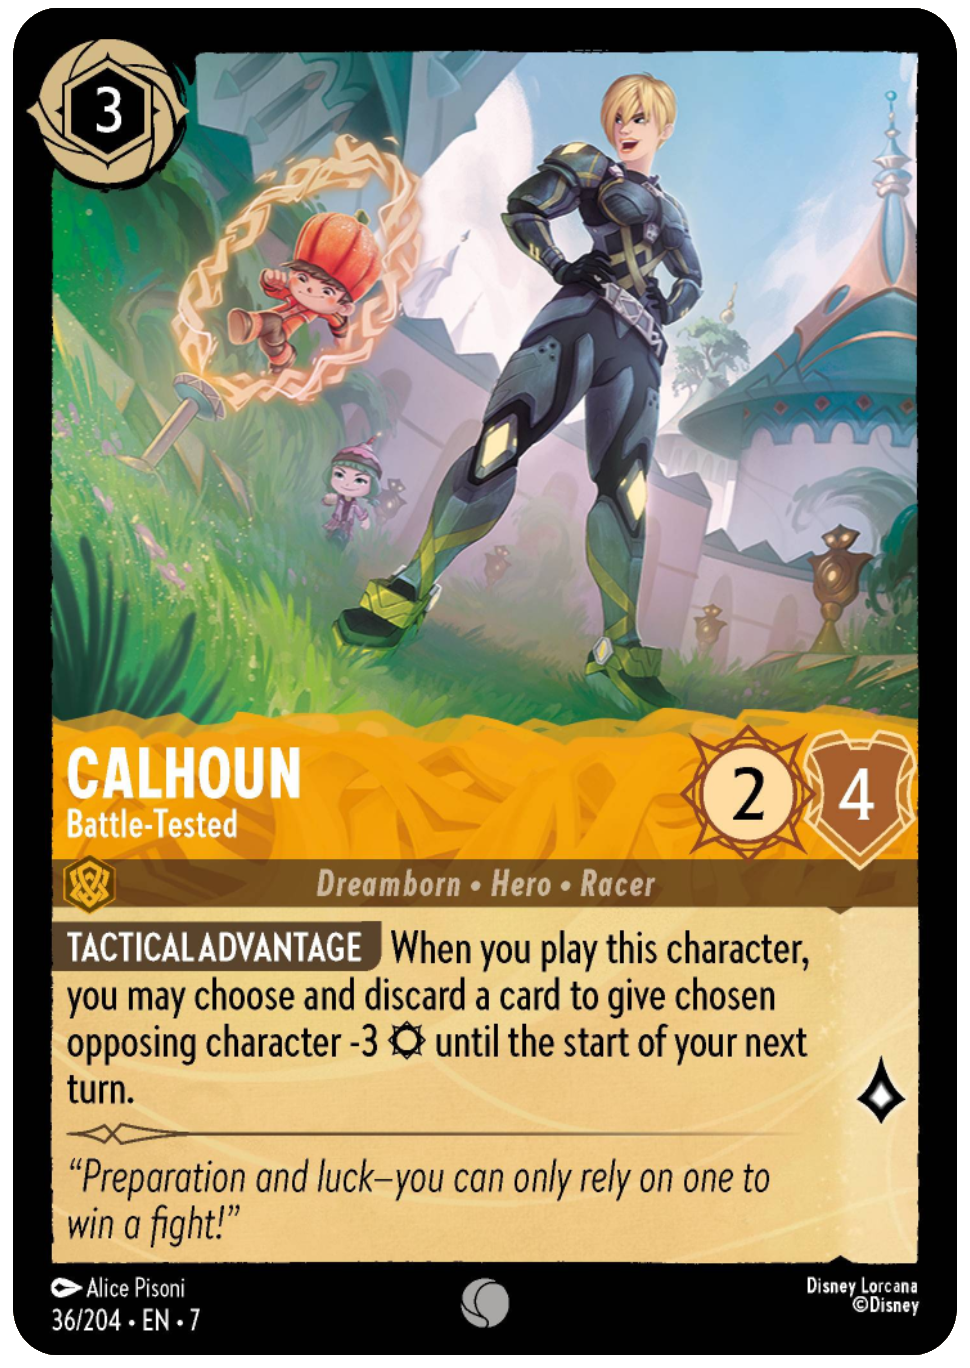 3
CALHOUN
Battle-Tested
2
4
Dreamborn • Hero • Racer
TACTICAL ADVANTAGE When you play this character,
you may choose and discard a card to give chosen
opposing character -3 until the start of your next
turn.
“Preparation and luck–you can only rely on one to
win a fight!”
Alice Pisoni
36/204 • EN • 7
Disney Lorcana
©Disney